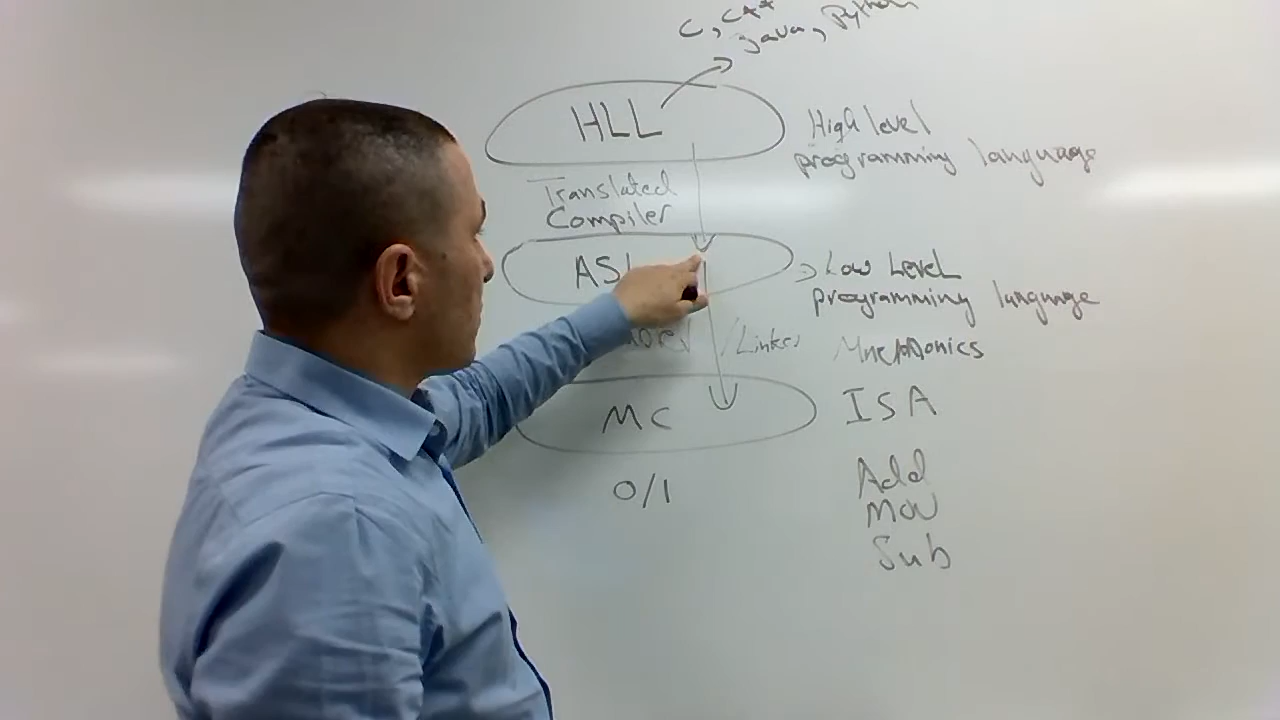 C, C++
Java, Python
HLL
High level
programming language
Translated
Compiler
Low Level
programming language
/Linker
Mnemonics
MC
ISA
0/1
Add
Mov
Sub